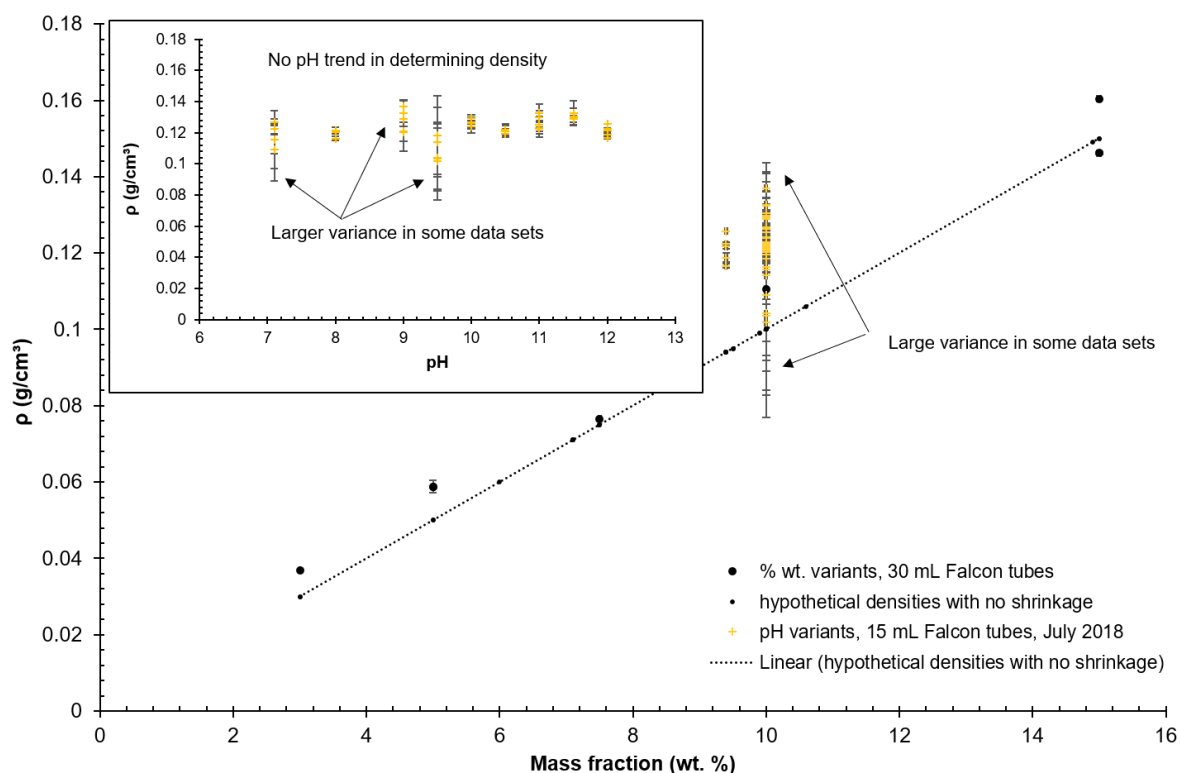 0.18
0.16
0.14
0.12
0.1
0.08
0.06
0.04
0.02
0
ρ (g/cm³)
0 2 4 6 8 10 12 14 16
Mass fraction (wt. %)
0.18
0.16
0.14
0.12
0.1
0.08
0.06
0.04
0.02
0
ρ (g/cm³)
No pH trend in determining density
Larger variance in some data sets
6 7 8 9 10 11 12 13
pH
Large variance in some data sets
% wt. variants, 30 mL Falcon tubes
hypothetical densities with no shrinkage
pH variants, 15 mL Falcon tubes, July 2018
Linear (hypothetical densities with no shrinkage)